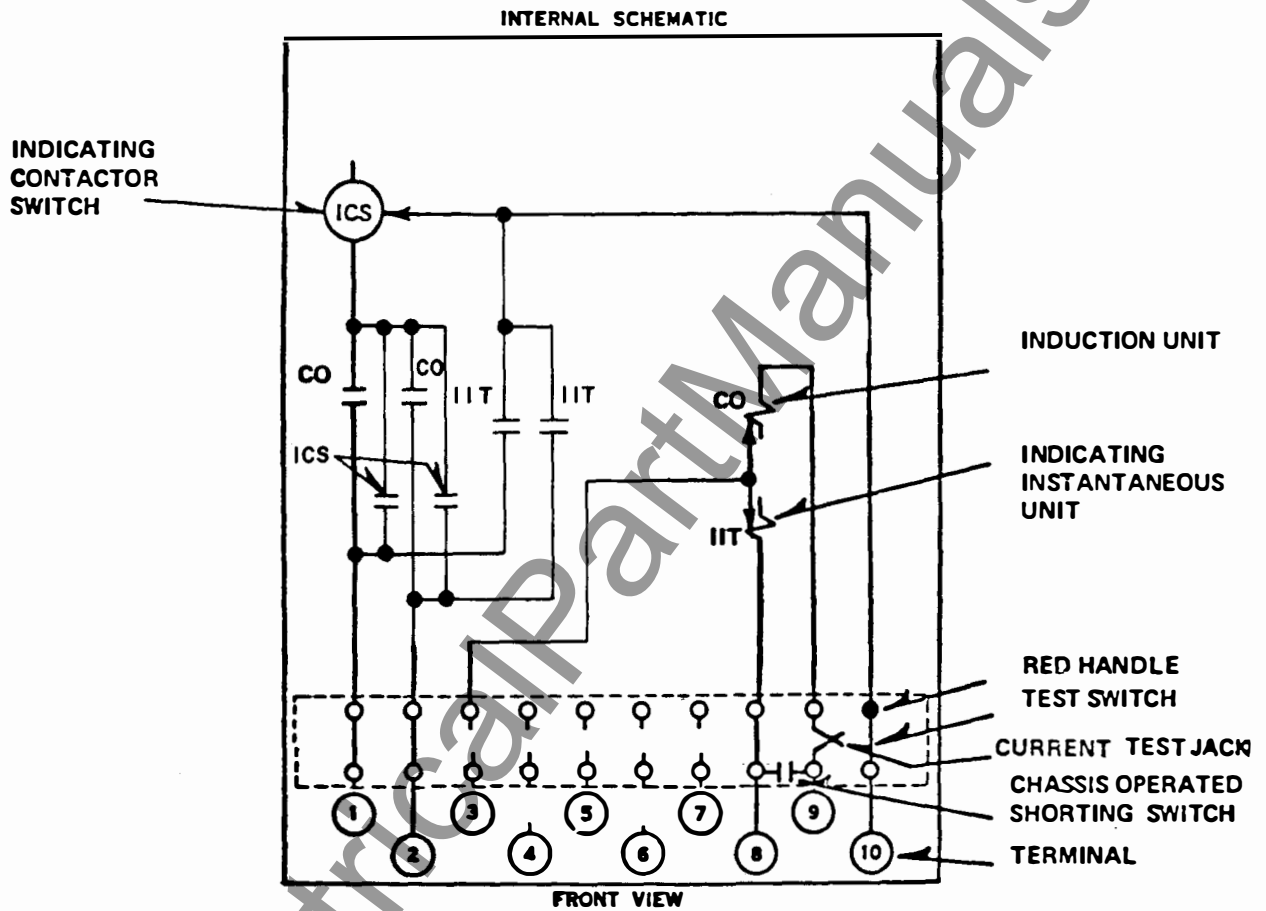 INTERNAL SCHEMATIC
INDICATING
CONTACTOR
SWITCH
ICS
CO
CO
IIT
IIT
ICS
CO
IIT
INDUCTION UNIT
INDICATING
INSTANTANEOUS
UNIT
RED HANDLE
TEST SWITCH
CURRENT TEST JACK
CHASSIS OPERATED
SHORTING SWITCH
TERMINAL
1
3
5
7
9
2
4
6
8
10
FRONT VIEW
ctricalPartManuals